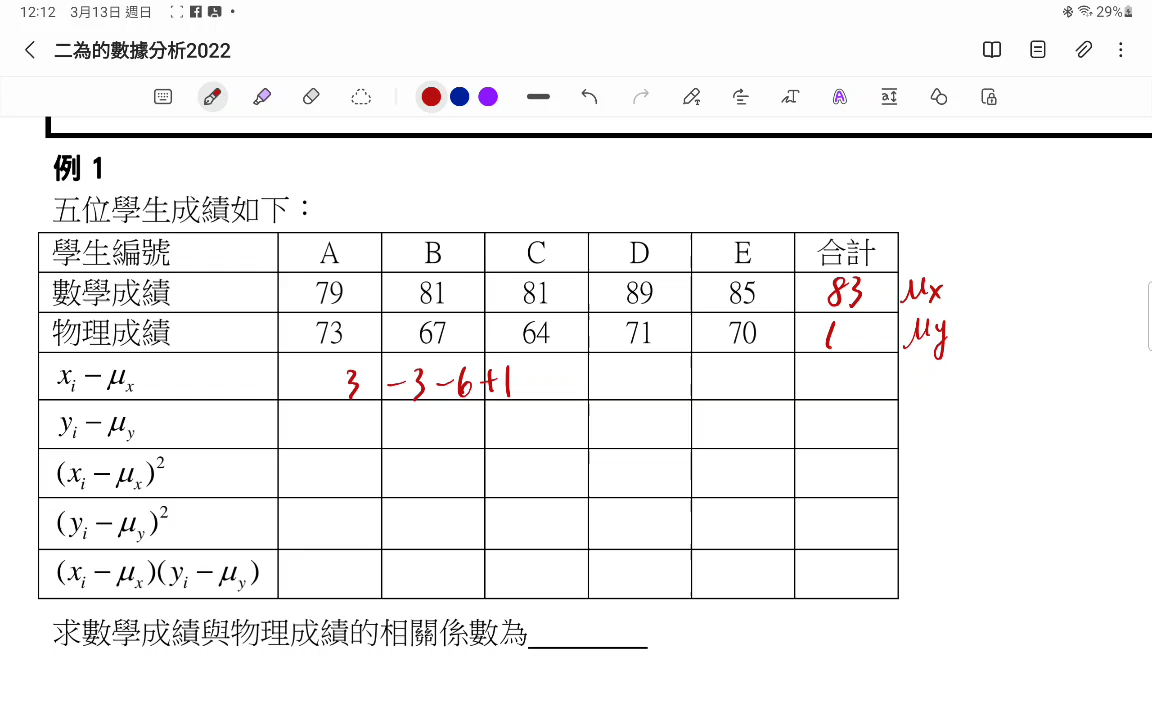 12:12 3月13日 週日 29%
二為的數據分析2022
例 1
五位學生成績如下：
學生編號 A B C D E 合計
數學成績 79 81 81 89 85 83 μx
物理成績 73 67 64 71 70 μy
xᵢ − μₓ 3 −3 −6 +1
yᵢ − μy
(xᵢ − μₓ)²
(yᵢ − μy)²
(xᵢ − μₓ)(yᵢ − μy)
求數學成績與物理成績的相關係數為________